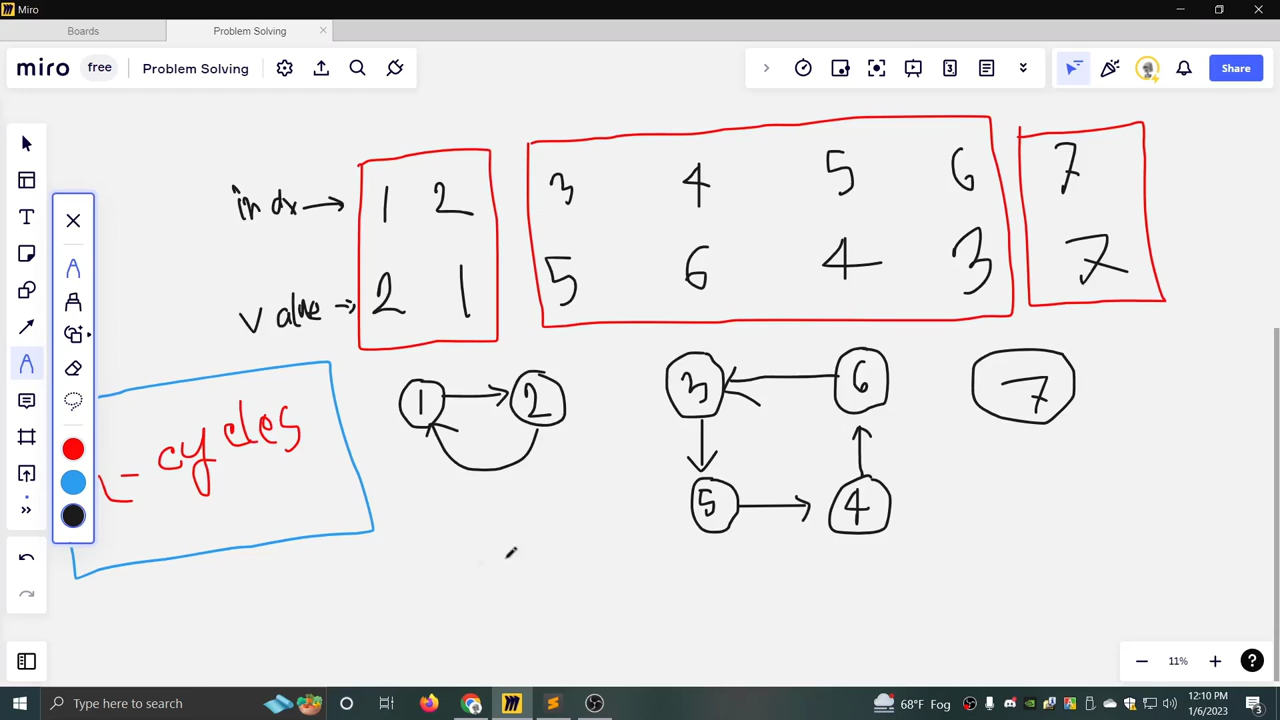 Miro
Boards
Problem Solving
miro
free
Problem Solving
3
Share
indx → 1 2 3 4 5 6 7
value → 2 1 5 6 4 3 7
- cycles
1 2
3 6
7
5 4
11%
?
Type here to search
68°F Fog
12:10 PM
1/6/2023
3